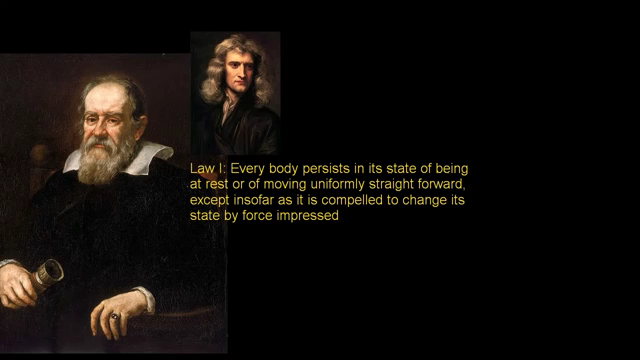 Law I: Every body persists in its state of being
at rest or of moving uniformly straight forward,
except insofar as it is compelled to change its
state by force impressed